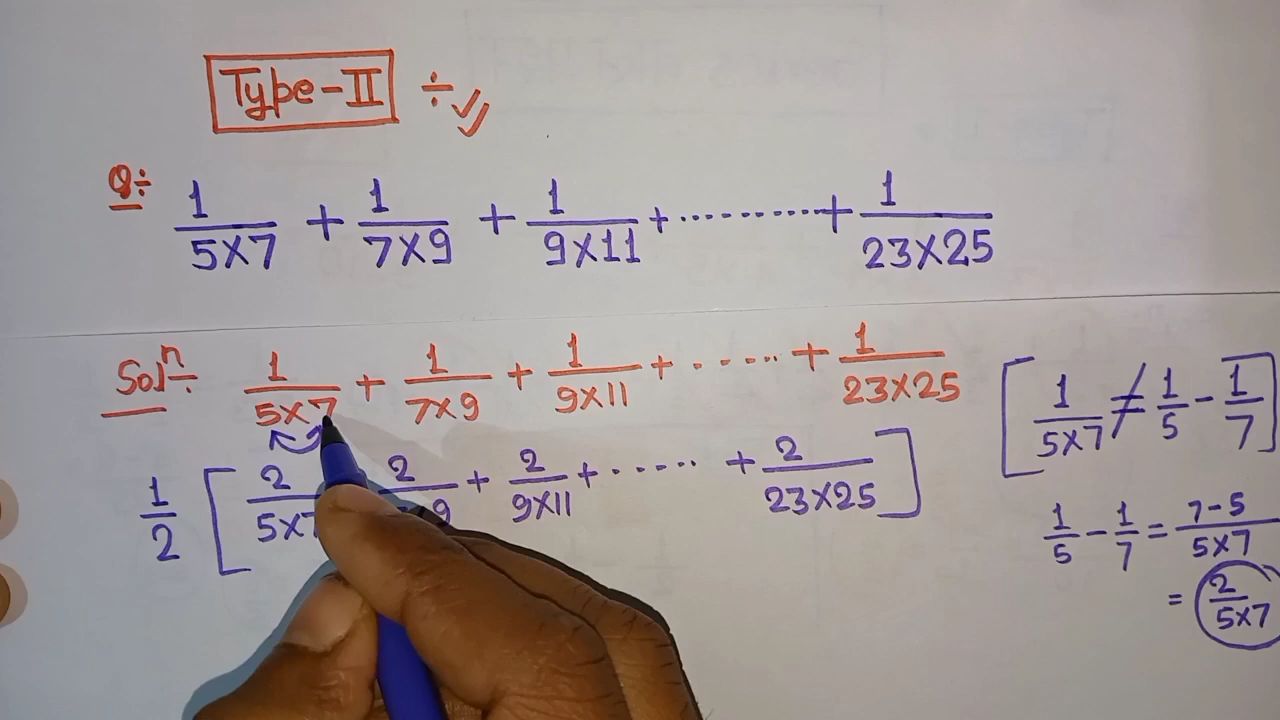 Type-II ÷
Q÷ 1/5×7 + 1/7×9 + 1/9×11 + ........... + 1/23×25
Solⁿ÷ 1/5×7 + 1/7×9 + 1/9×11 + ...... + 1/23×25
[1/5×7 ≠ 1/5 - 1/7]
1/2 [2/5×7 2/ 9 + 2/9×11 + ...... + 2/23×25]
1/5 - 1/7 = 7-5/5×7
= 2/5×7